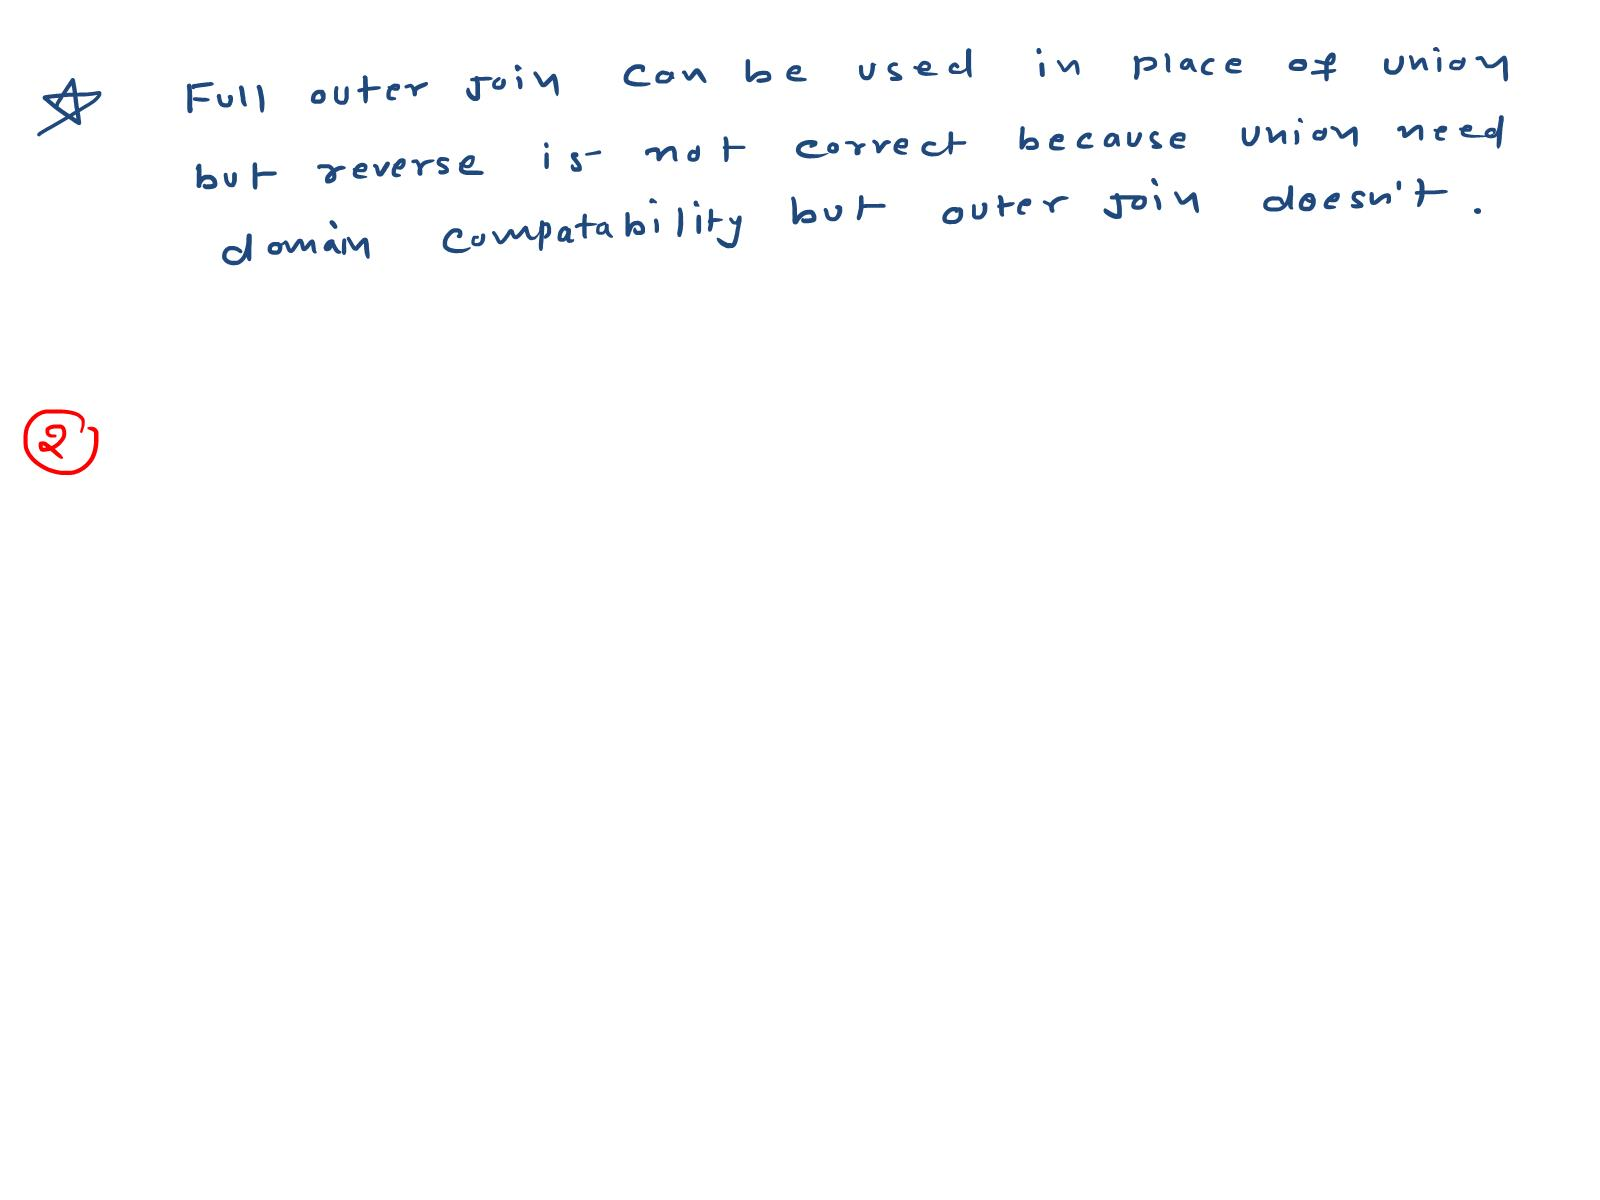 Full outer join can be used in place of union
but reverse is not correct because union need
domain compatability but outer join doesn't.
2